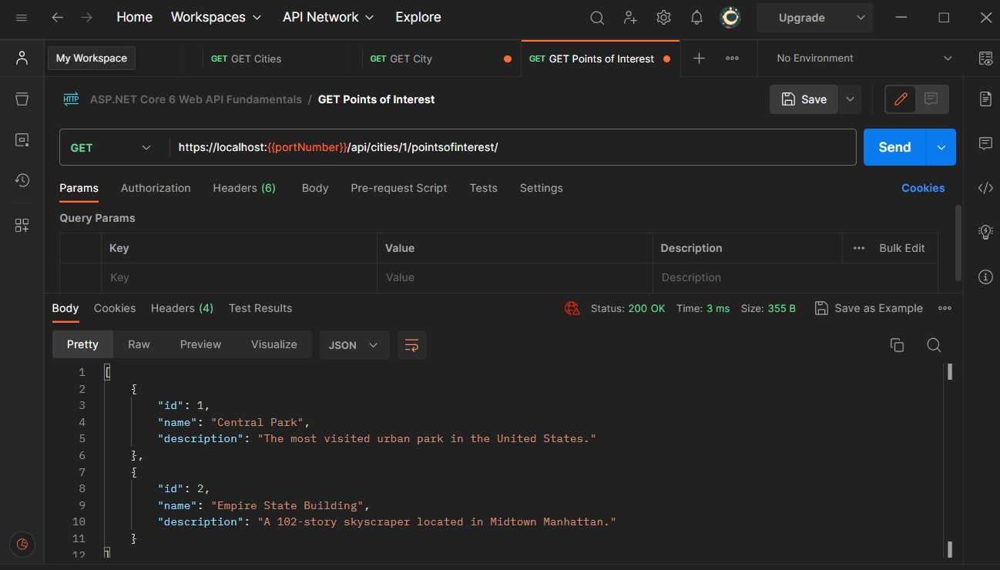 Home Workspaces API Network Explore Upgrade
My Workspace GET GET Cities GET GET City GET GET Points of Interest No Environment
HTTP ASP.NET Core 6 Web API Fundamentals / GET Points of Interest Save
GET https://localhost:{{portNumber}}/api/cities/1/pointsofinterest/ Send
Params Authorization Headers (6) Body Pre-request Script Tests Settings Cookies
Query Params
Key Value Description Bulk Edit
Key Value Description
Body Cookies Headers (4) Test Results Status: 200 OK Time: 3 ms Size: 355 B Save as Example
Pretty Raw Preview Visualize JSON
1 [
2 {
3 "id": 1,
4 "name": "Central Park",
5 "description": "The most visited urban park in the United States."
6 },
7 {
8 "id": 2,
9 "name": "Empire State Building",
10 "description": "A 102-story skyscraper located in Midtown Manhattan."
11 }
12 ]